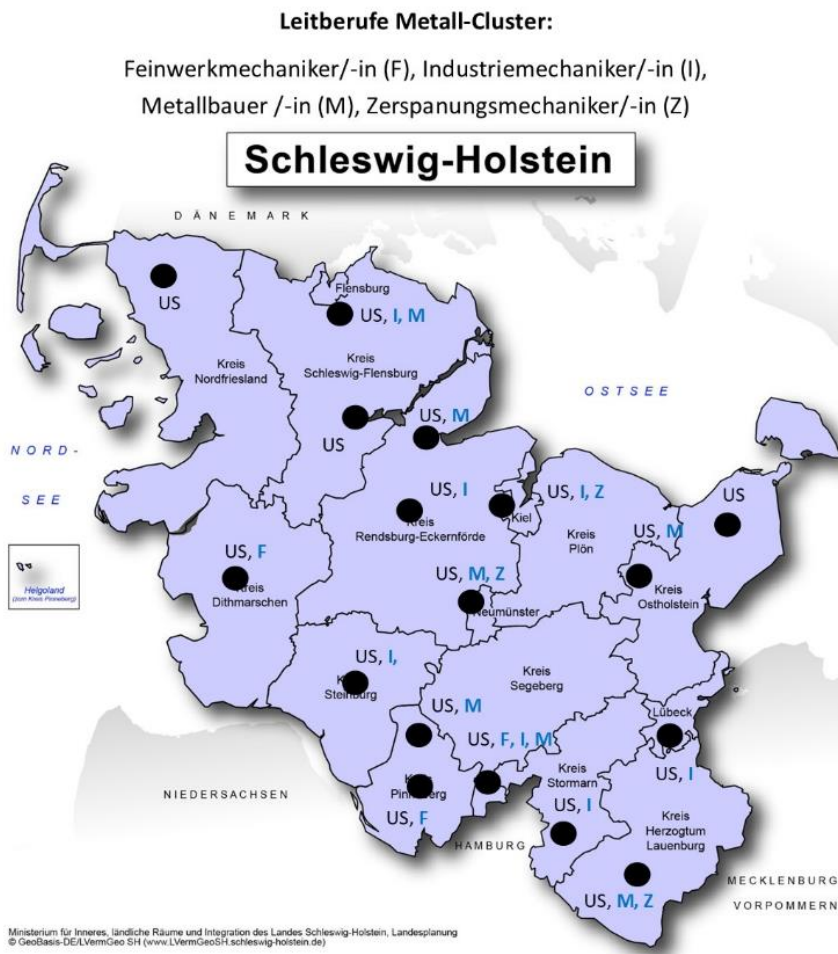 Leitberufe Metall-Cluster:
Feinwerkmechaniker/-in (F), Industriemechaniker/-in (I),
Metallbauer /-in (M), Zerspanungsmechaniker/-in (Z)
Schleswig-Holstein
DÄNEMARK
Flensburg
US
US, I, M
Kreis
Nordfriesland
Kreis
Schleswig-Flensburg
OSTSEE
US, M
US
NORD-
SEE
US, I
US, I, Z
US
Kiel
Kreis
Rendsburg-Eckernförde
Kreis
Plön
US, M
US, F
Helgoland
(zum Kreis Pinneberg)
Kreis
Dithmarschen
US, M, Z
Neumünster
Kreis
Ostholstein
US, I,
Steinburg
Kreis
Segeberg
US, M
Lübeck
US, F, I, M
Kreis
Stormarn
US, I
NIEDERSACHSEN
US, F
US, I
Kreis
Herzogtum
Lauenburg
HAMBURG
MECKLENBURG
VORPOMMERN
US, M, Z
Ministerium für Inneres, ländliche Räume und Integration des Landes Schleswig-Holstein, Landesplanung
© GeoBasis-DE/LVermGeo SH (www.LVermGeoSH.schleswig-holstein.de)